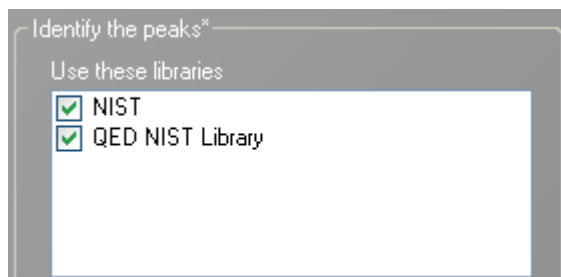 Identify the peaks*
Use these libraries
NIST
QED NIST Library